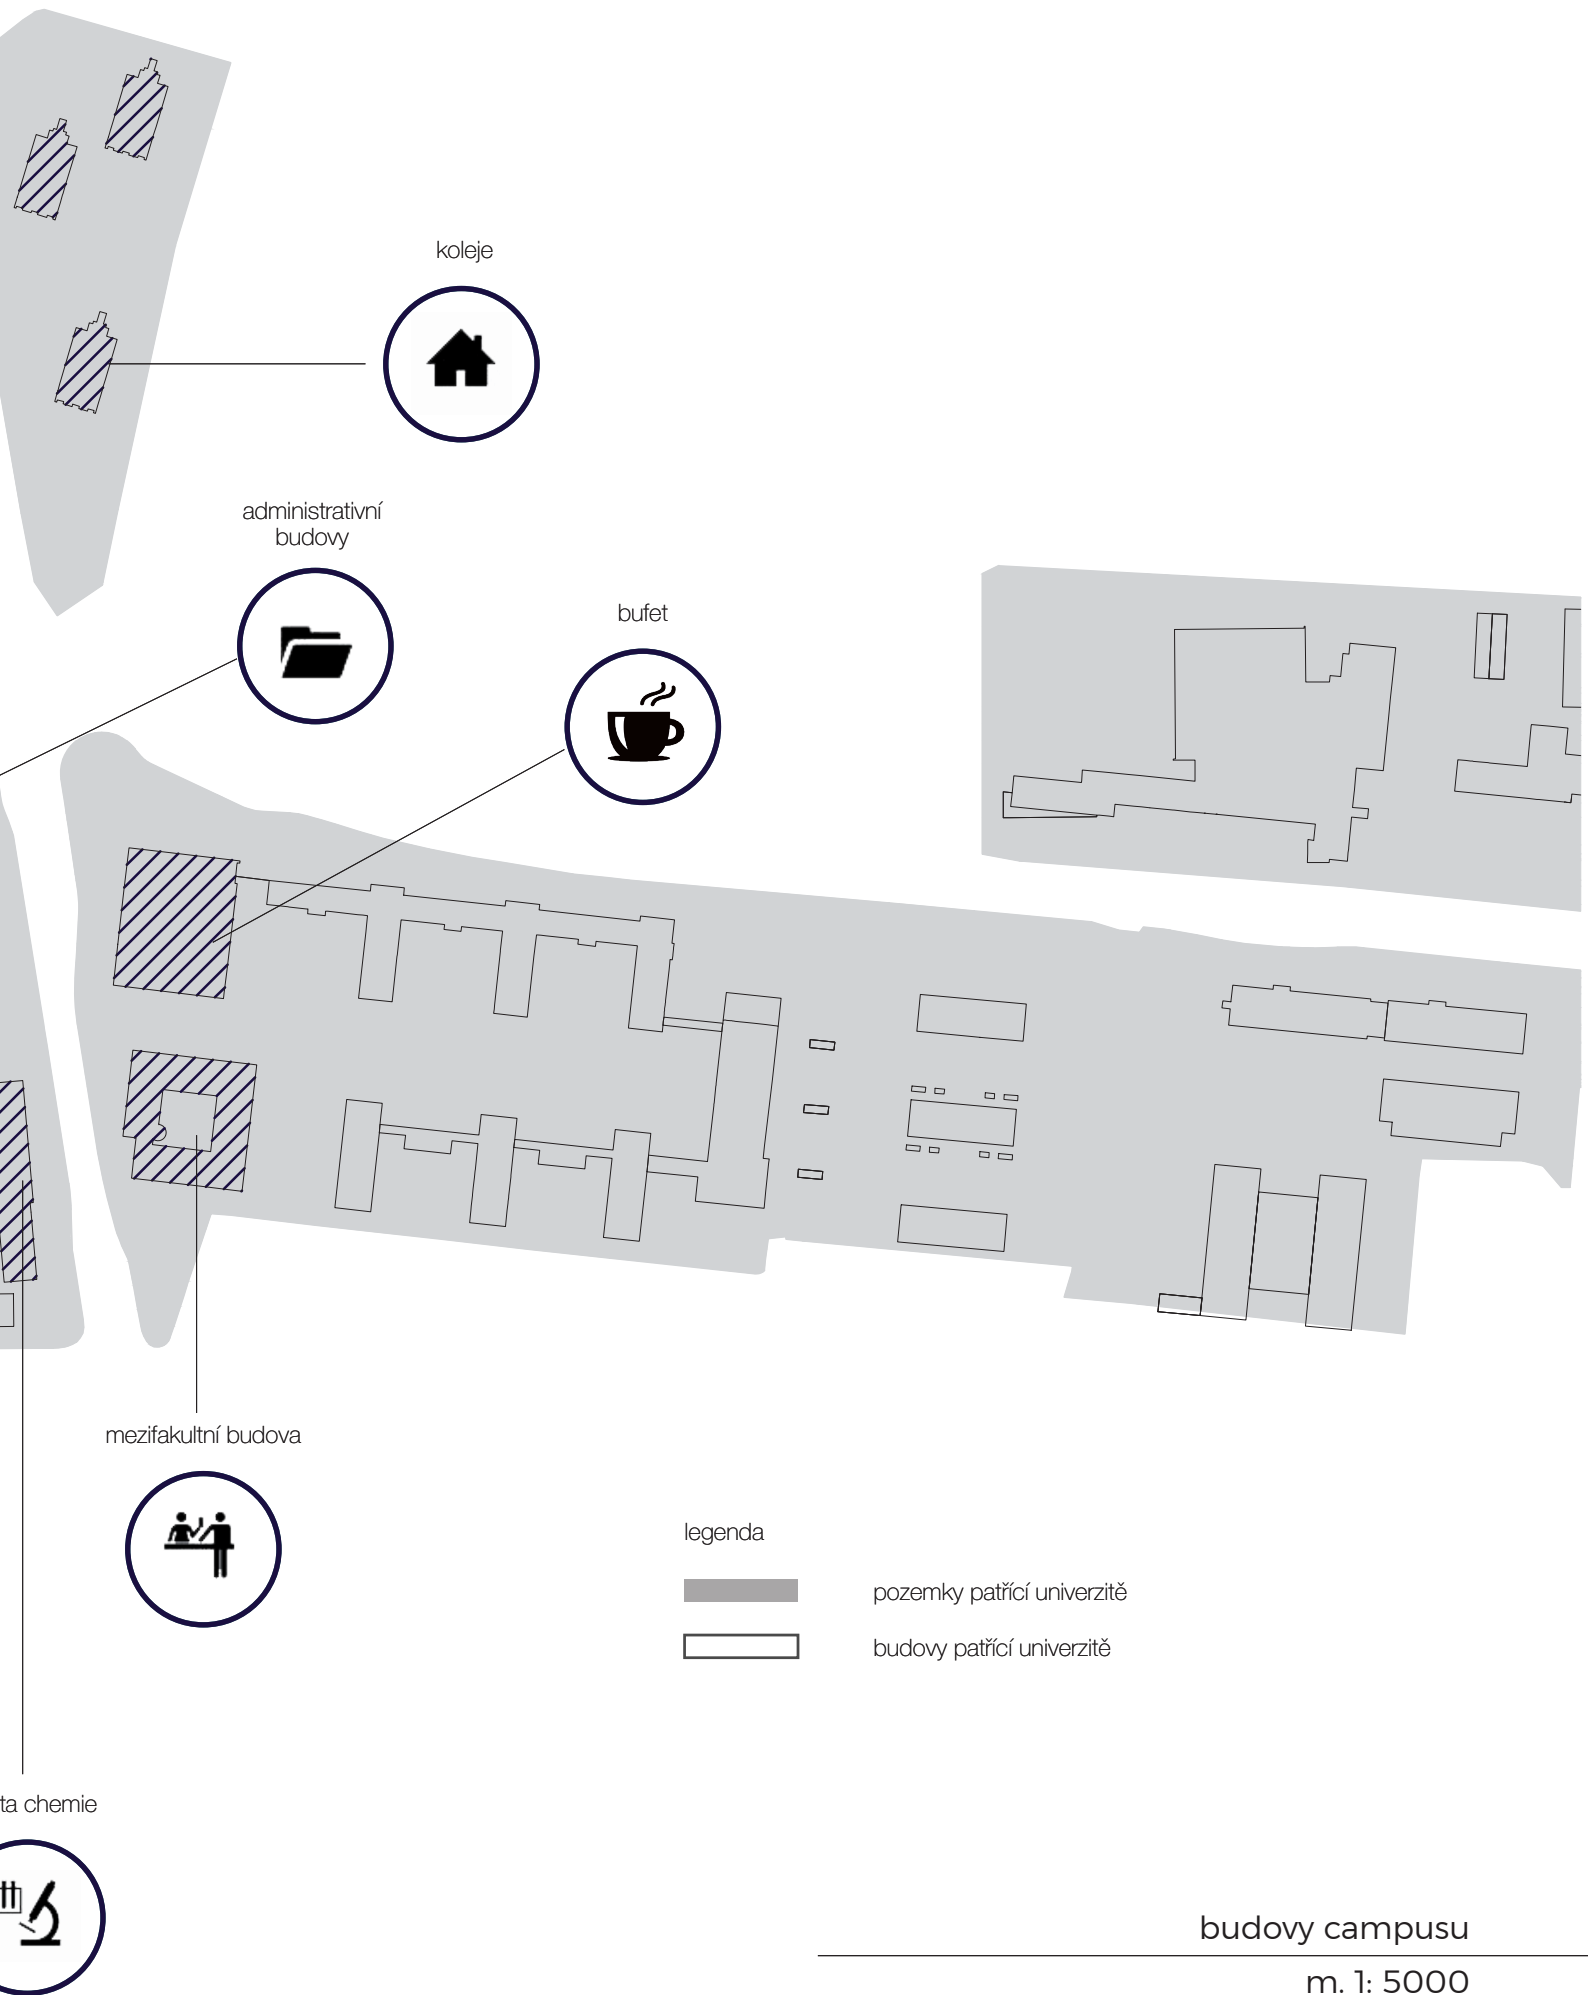 koleje
administrativní
budovy
bufet
mezifakultní budova
legenda
pozemky patřící univerzitě
budovy patřící univerzitě
ta chemie
budovy campusu
m. 1: 5000